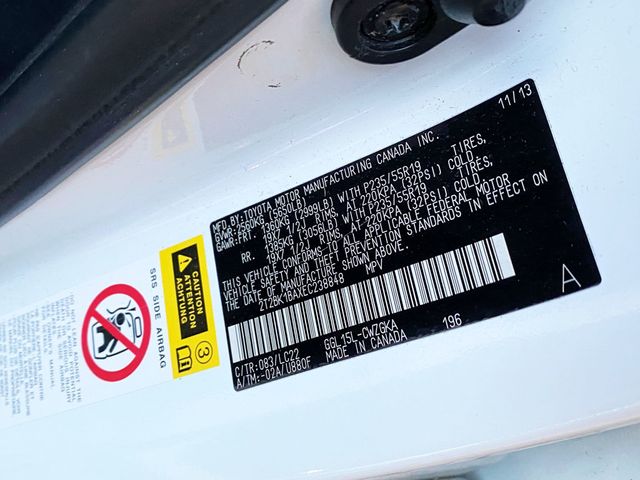 MFD.BY:TOYOTA MOTOR MANUFACTURING CANADA INC. 11/13
GVWR:2560KG (5650LB)
GAWR:FRT. 1360KG (2999LB) WITH P235/55R19 TIRES,
19X7 1/2J RIMS, AT 220KPA (32PSI) COLD.
RR. 1385KG (3056LB) WITH P235/55R19 TIRES,
19X7 1/2J RIMS, AT 220KPA (32PSI) COLD.
THIS VEHICLE CONFORMS TO ALL APPLICABLE FEDERAL MOTOR
VEHICLE SAFETY AND THEFT PREVENTION STANDARDS IN EFFECT ON
THE DATE OF MANUFACTURE SHOWN ABOVE.
2T2BK1BAXEC238848 MPV
A
C/TR:083/LC22 GGL15L-CWZGKA 196
A/TM:-02A/U880F MADE IN CANADA
CAUTION
ATTENTION
ACHTUNG
3
SRS SIDE AIRBAG